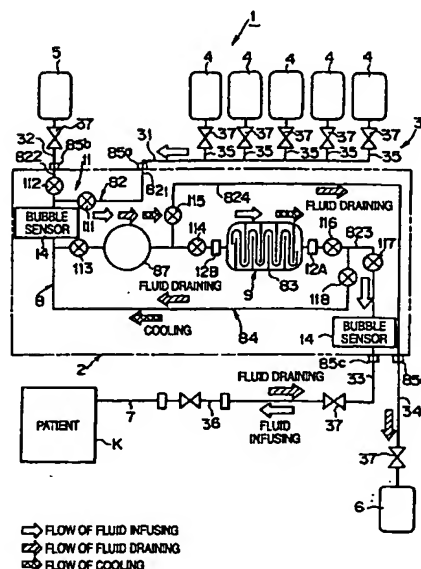 1
5
4 4 4 4 4
37
37 37 37 37 37
3
32
35 35 35 35 35
822 85b
11
85a
31
112
82
821
115
824
FLUID DRAINING
111
114
116
823
117
BUBBLE SENSOR
14
113
87
12B
9
83
12A
118
8
FLUID DRAINING
COOLING
84
BUBBLE SENSOR
14
2
85c
33
34
PATIENT
K
7
36
FLUID DRAINING
FLUID INFUSING
37
37
6
FLOW OF FLUID INFUSING
FLOW OF FLUID DRAINING
FLOW OF COOLING